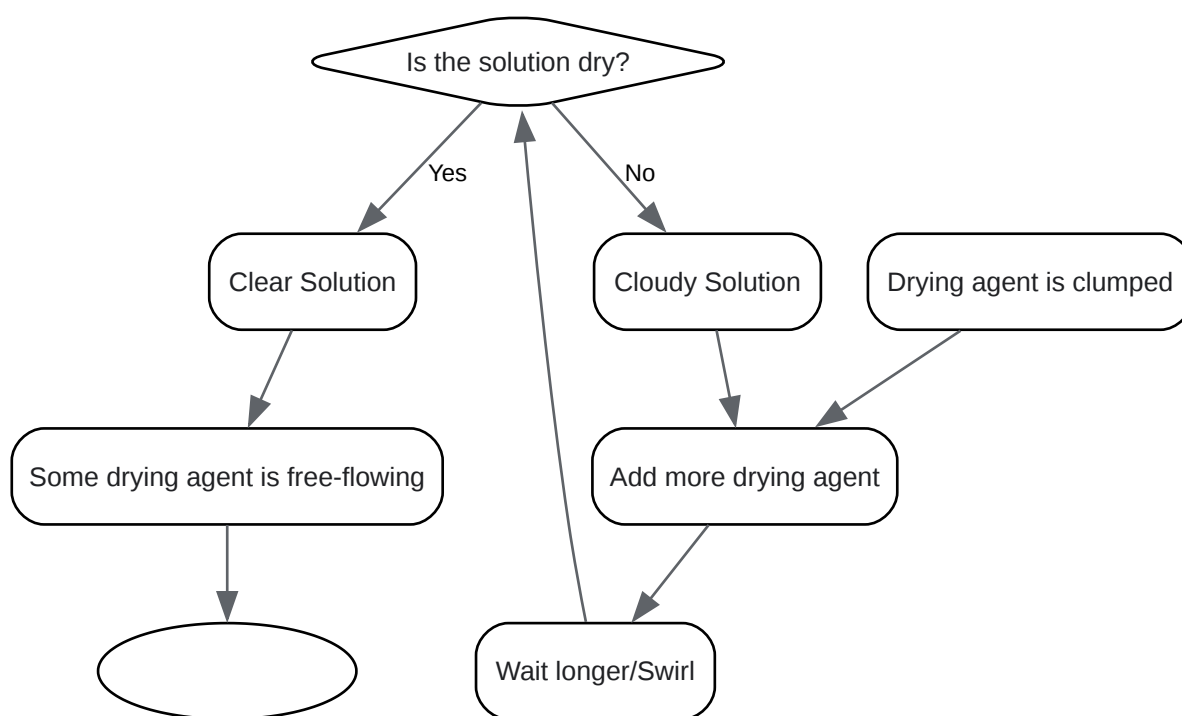 Is the solution dry?
Yes
No
Clear Solution
Cloudy Solution
Drying agent is clumped
Some drying agent is free-flowing
Add more drying agent
Wait longer/Swirl